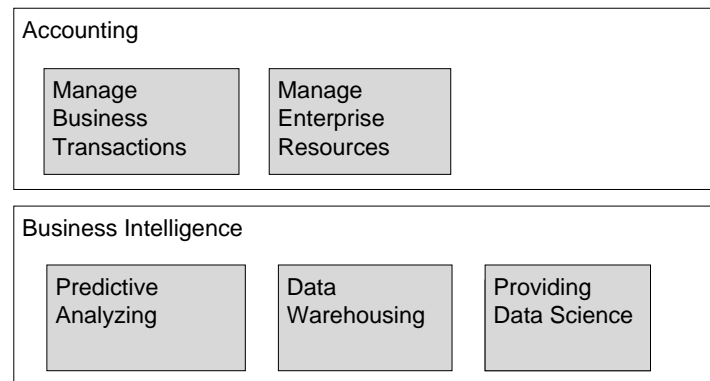 Accounting
Manage
Business
Transactions
Manage
Enterprise
Resources
Business Intelligence
Predictive
Analyzing
Data
Warehousing
Providing
Data Science